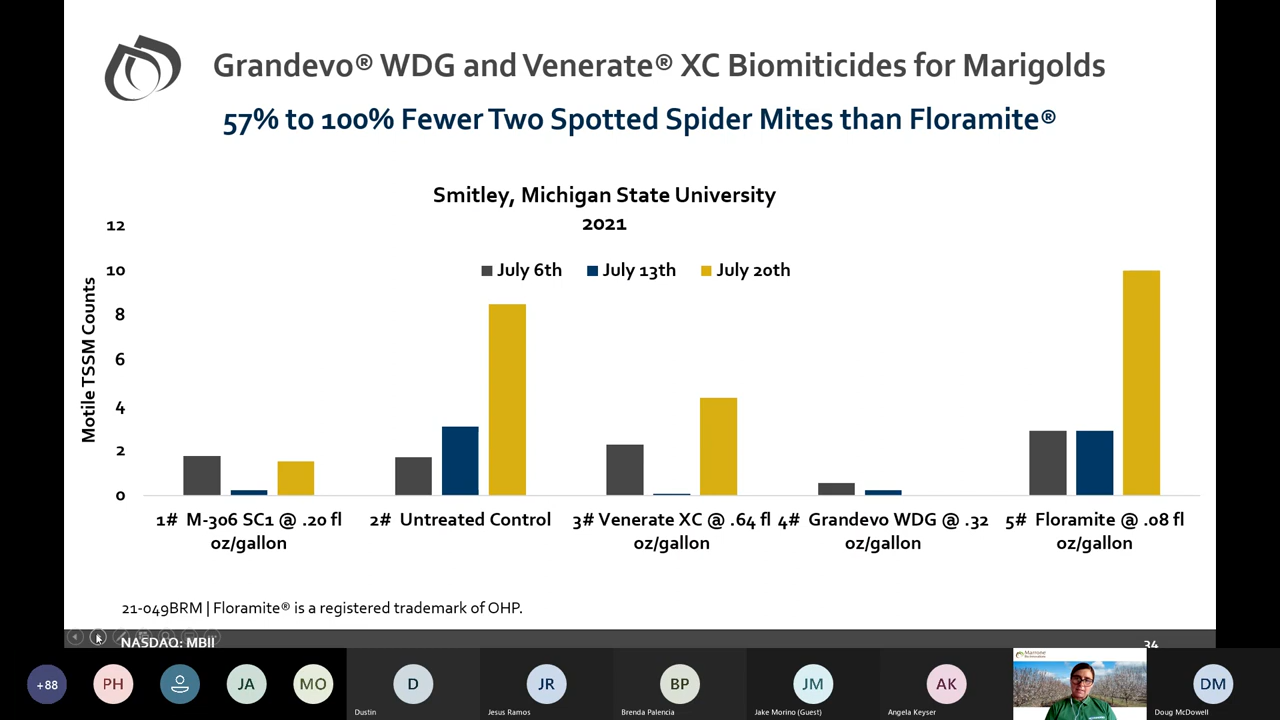 Grandevo® WDG and Venerate® XC Biomiticides for Marigolds
57% to 100% Fewer Two Spotted Spider Mites than Floramite®
Smitley, Michigan State University
2021
July 6th July 13th July 20th
Motile TSSM Counts
12
10
8
6
4
2
0
1# M-306 SC1 @ .20 fl oz/gallon
2# Untreated Control
3# Venerate XC @ .64 fl oz/gallon
4# Grandevo WDG @ .32 oz/gallon
5# Floramite @ .08 fl oz/gallon
21-049BRM | Floramite® is a registered trademark of OHP.
NASDAQ: MBII
34
+88 PH JA MO D JR BP JM AK DM
Dustin Jesus Ramos Brenda Palencia Jake Morino (Guest) Angela Keyser Doug McDowell
Marrone